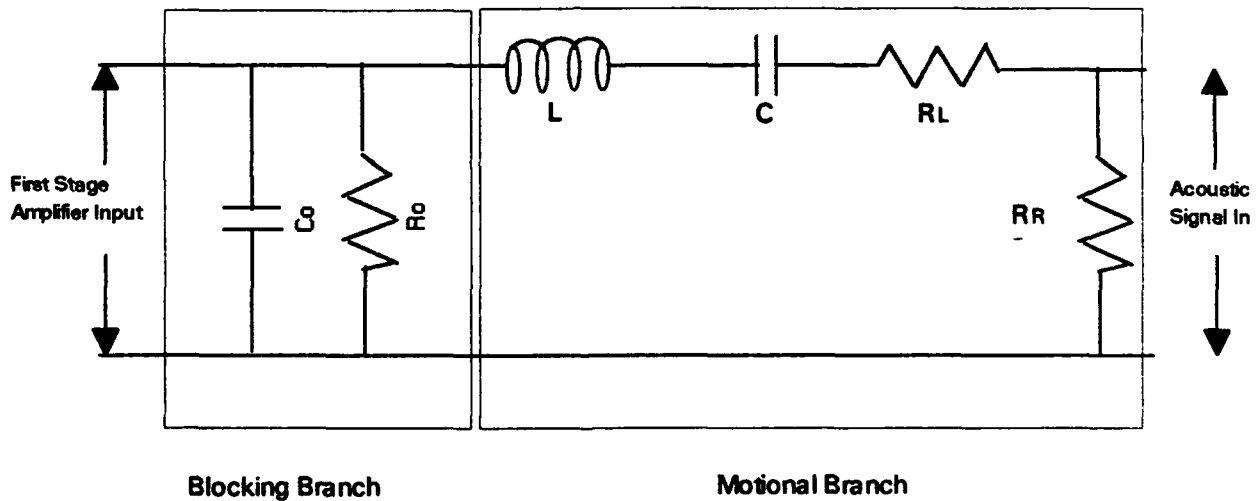 L
C
RL
First Stage
Amplifier Input
Co
Ro
RR
Acoustic
Signal In
Blocking Branch
Motional Branch